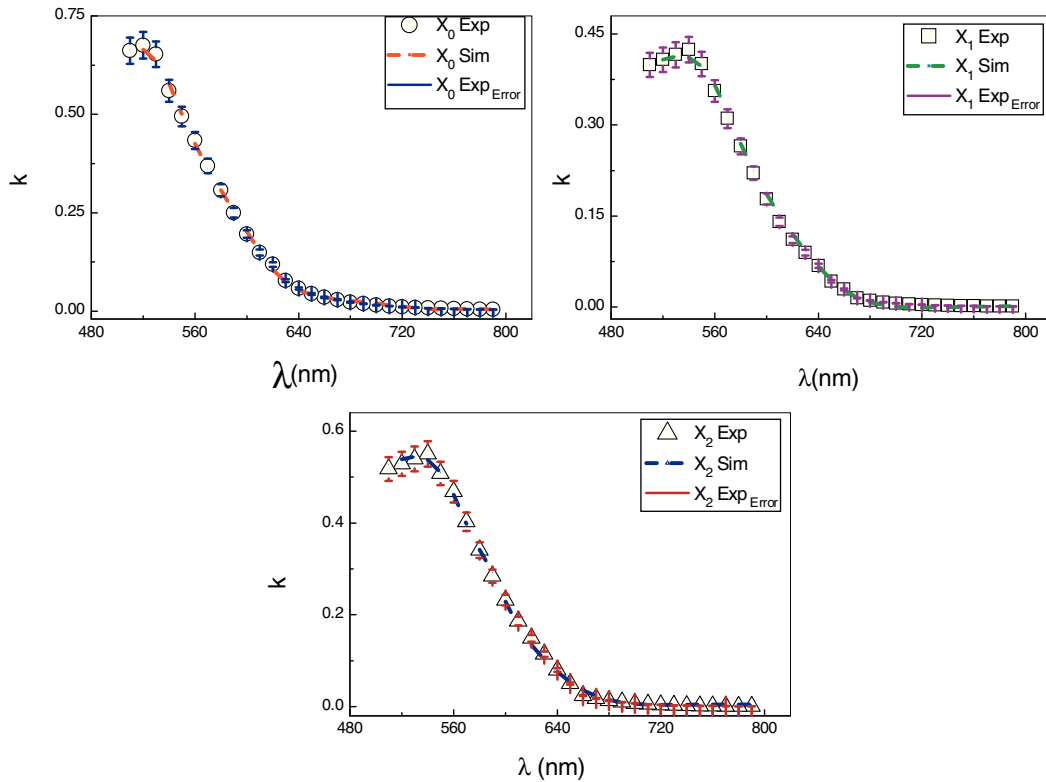 0.75
0.50
0.25
0.00
k
480 560 640 720 800
λ(nm)
X0 Exp
X0 Sim
X0 ExpError
0.45
0.30
0.15
0.00
k
480 560 640 720 800
λ(nm)
X1 Exp
X1 Sim
X1 ExpError
0.6
0.4
0.2
0.0
k
480 560 640 720 800
λ (nm)
X2 Exp
X2 Sim
X2 ExpError